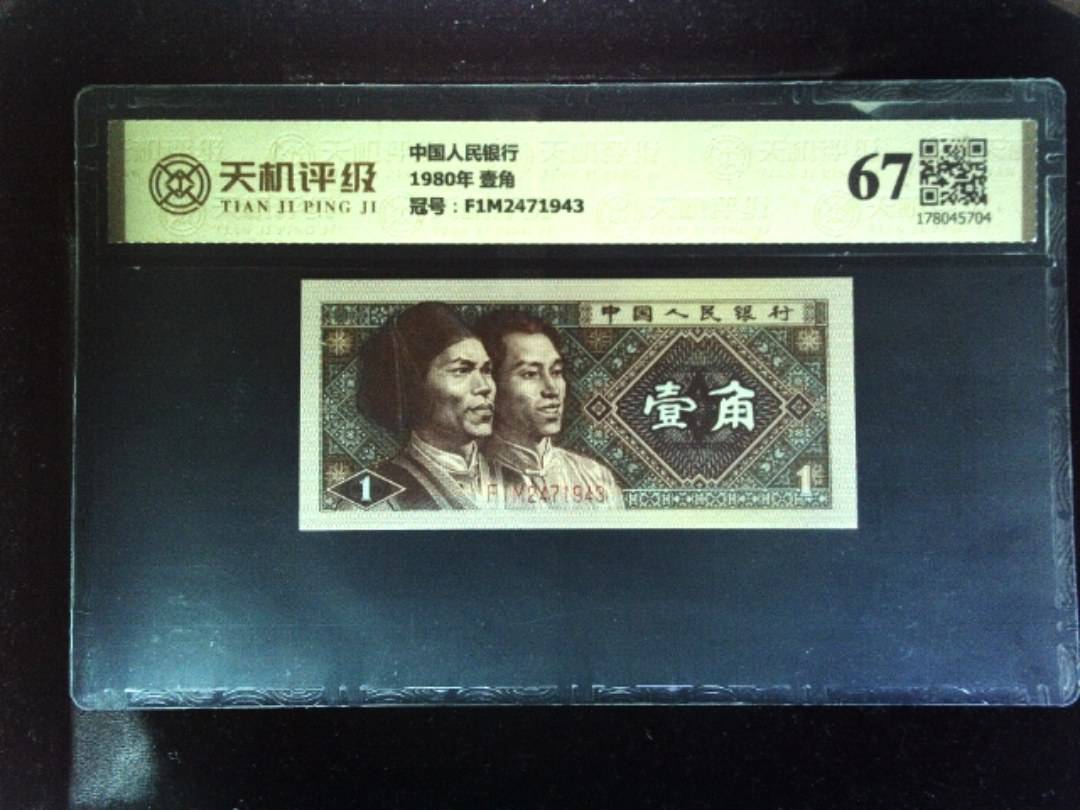 天机评级
TIAN JI PING JI
中国人民银行
1980年 壹角
冠号：F1M2471943
67
178045704
中国人民银行
壹角
1
F1M2471943
1